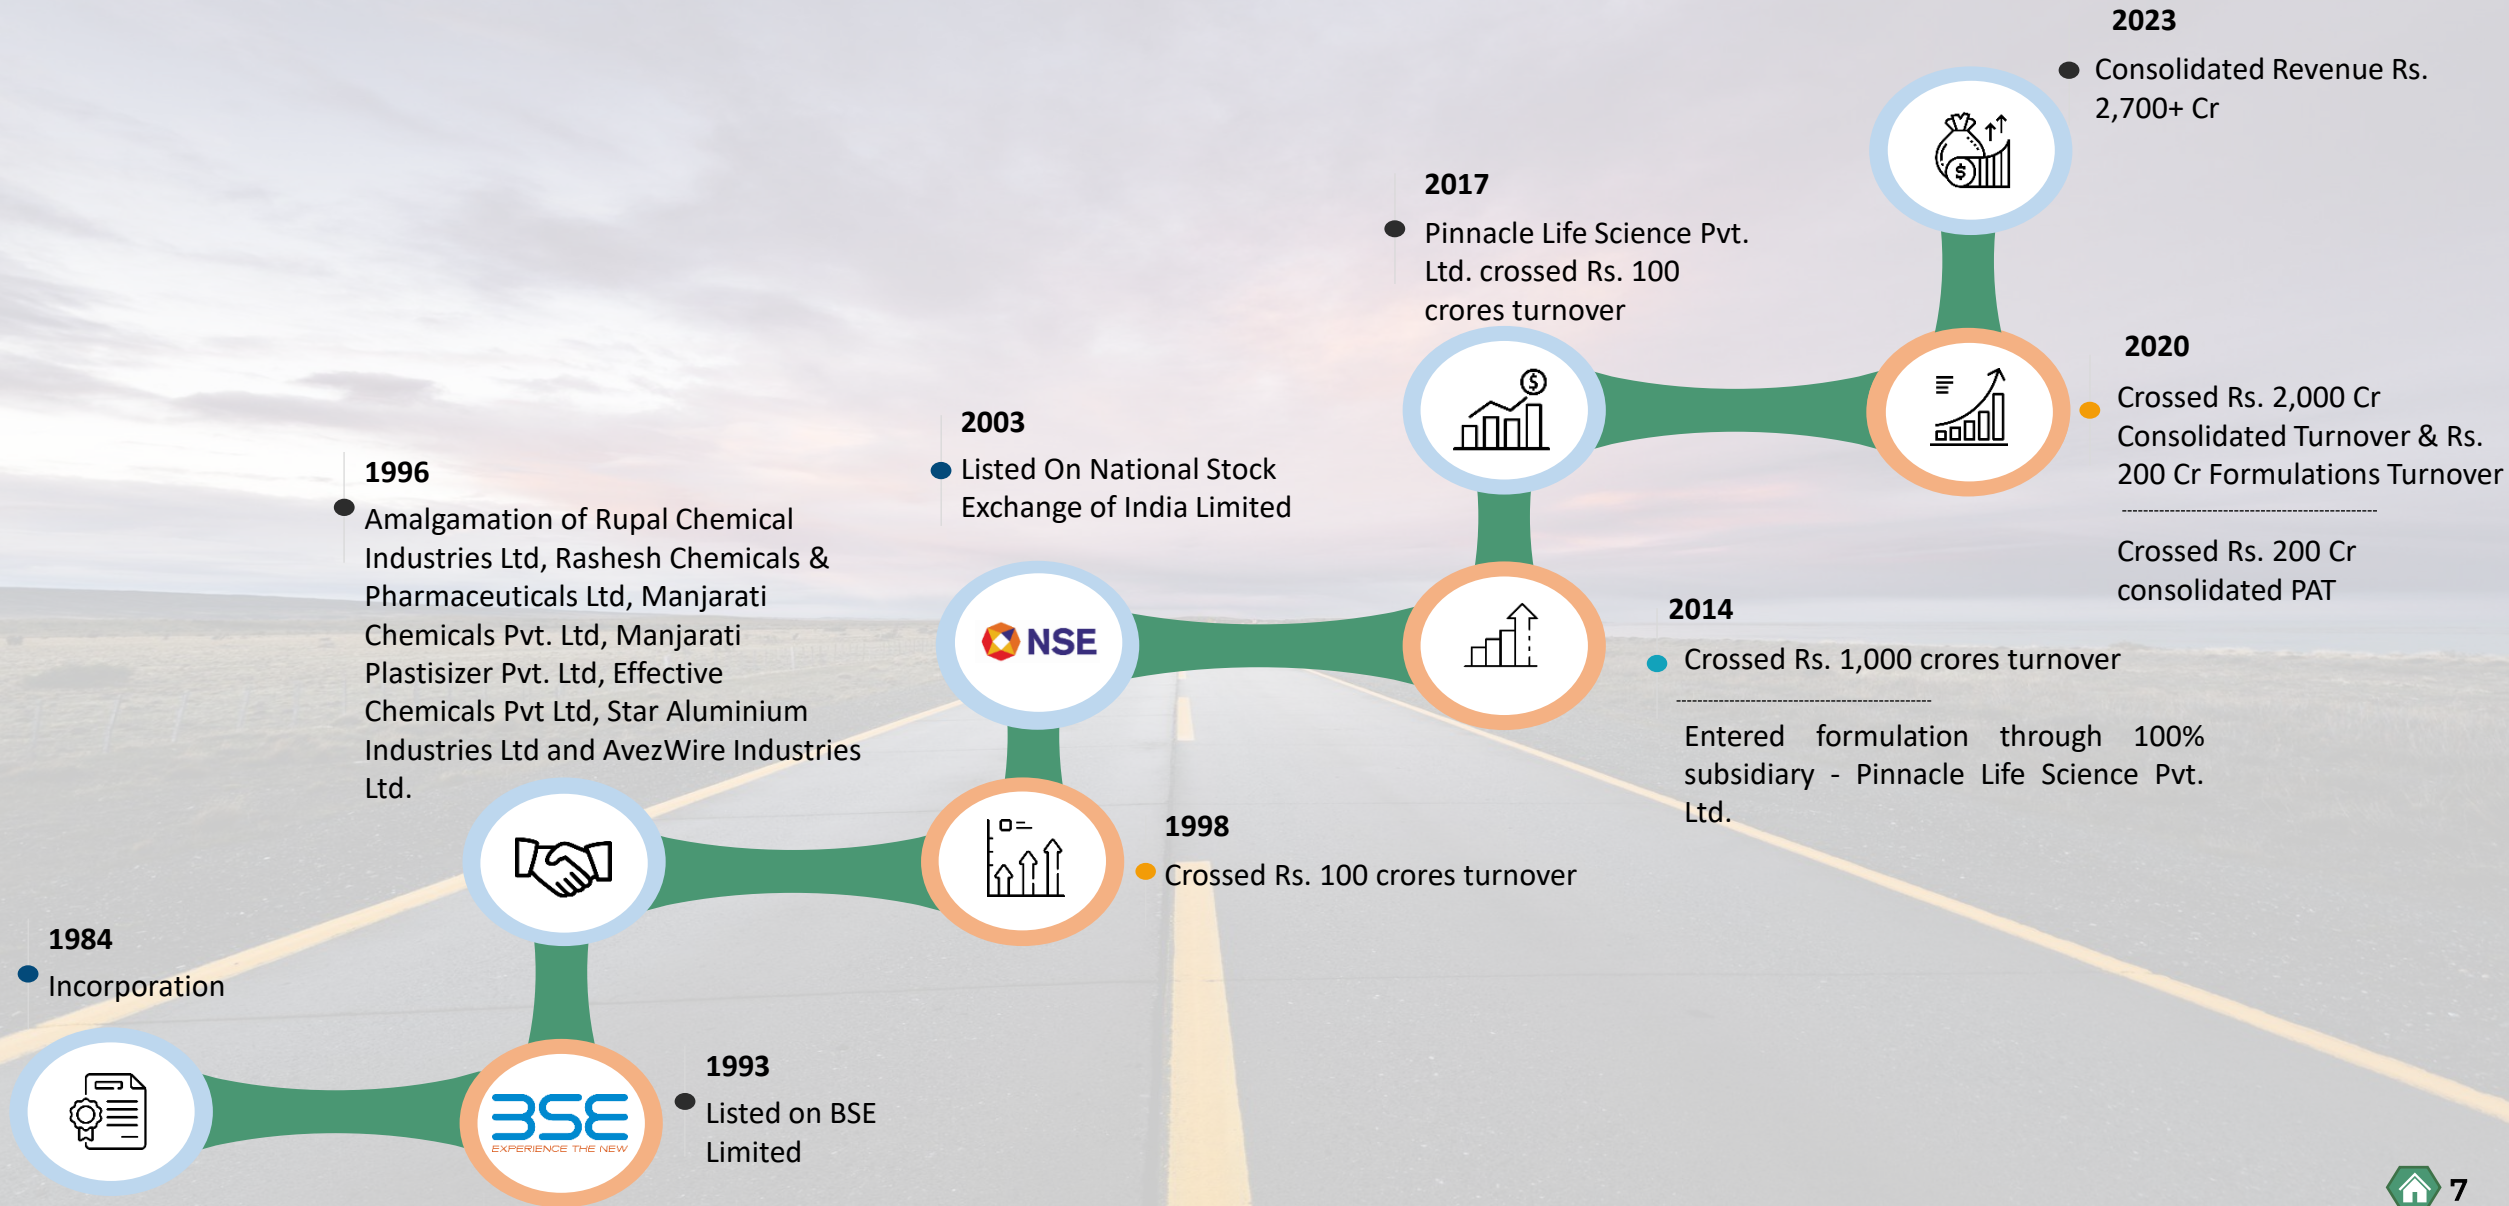 2023
Consolidated Revenue Rs.
2,700+ Cr
2017
Pinnacle Life Science Pvt.
Ltd. crossed Rs. 100
crores turnover
2020
Crossed Rs. 2,000 Cr
Consolidated Turnover & Rs.
200 Cr Formulations Turnover
Crossed Rs. 200 Cr
consolidated PAT
2003
Listed On National Stock
Exchange of India Limited
NSE
1996
Amalgamation of Rupal Chemical
Industries Ltd, Rashesh Chemicals &
Pharmaceuticals Ltd, Manjarati
Chemicals Pvt. Ltd, Manjarati
Plastisizer Pvt. Ltd, Effective
Chemicals Pvt Ltd, Star Aluminium
Industries Ltd and AvezWire Industries
Ltd.
2014
Crossed Rs. 1,000 crores turnover
Entered formulation through 100%
subsidiary - Pinnacle Life Science Pvt.
Ltd.
1998
Crossed Rs. 100 crores turnover
1984
Incorporation
1993
Listed on BSE
Limited
BSE
EXPERIENCE THE NEW
7